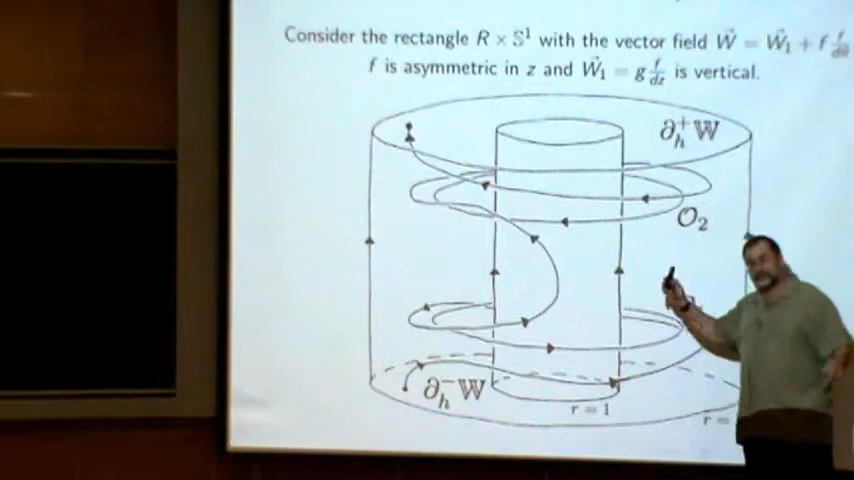 Consider the rectangle R × S¹ with the vector field W⃗ = W⃗₁ + f f/dθ
f is asymmetric in z and W⃗₁ = g f/dz is vertical.
∂ₕ⁺𝕎
𝒪₂
∂ₕ⁻𝕎
r = 1
r =